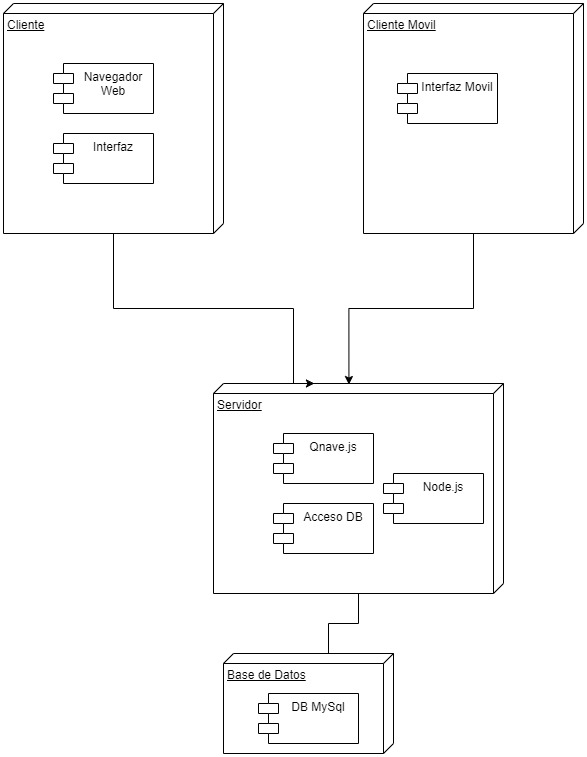 Cliente
Navegador
Web
Interfaz
Cliente Movil
Interfaz Movil
Servidor
Qnave.js
Node.js
Acceso DB
Base de Datos
DB MySql